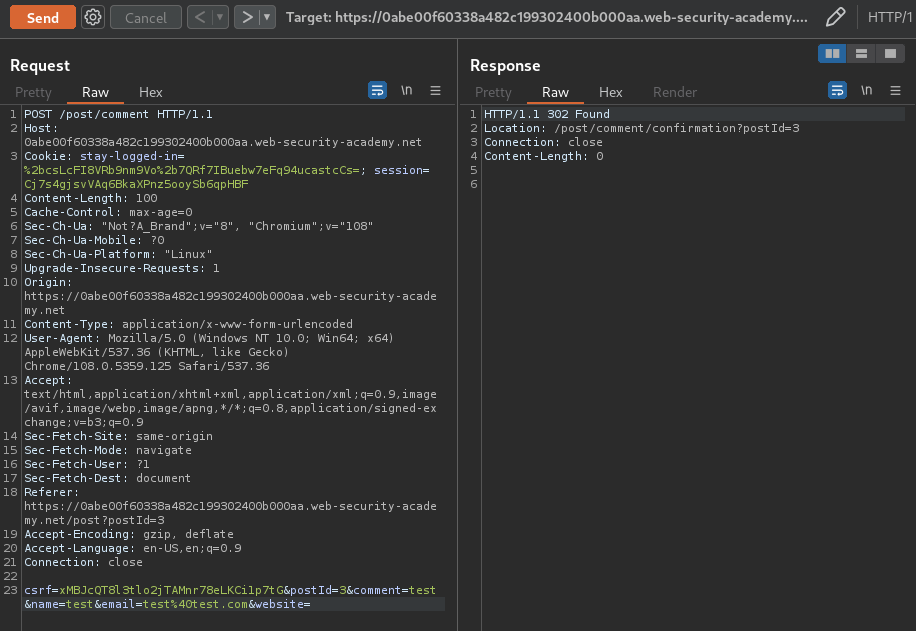 Send Cancel < > Target: https://0abe00f60338a482c199302400b000aa.web-security-academy.... HTTP/1
Request
Pretty Raw Hex \n
1 POST /post/comment HTTP/1.1
2 Host:
0abe00f60338a482c199302400b000aa.web-security-academy.net
3 Cookie: stay-logged-in=
%2bcsLcFI8VRb9nm9Vo%2b7QRf7IBuebw7eFq94ucastcCs=; session=
Cj7s4gjsvVAq6BkaXPnz5ooySb6qpHBF
4 Content-Length: 100
5 Cache-Control: max-age=0
6 Sec-Ch-Ua: "Not?A_Brand";v="8", "Chromium";v="108"
7 Sec-Ch-Ua-Mobile: ?0
8 Sec-Ch-Ua-Platform: "Linux"
9 Upgrade-Insecure-Requests: 1
10 Origin:
https://0abe00f60338a482c199302400b000aa.web-security-acade
my.net
11 Content-Type: application/x-www-form-urlencoded
12 User-Agent: Mozilla/5.0 (Windows NT 10.0; Win64; x64)
AppleWebKit/537.36 (KHTML, like Gecko)
Chrome/108.0.5359.125 Safari/537.36
13 Accept:
text/html,application/xhtml+xml,application/xml;q=0.9,image
/avif,image/webp,image/apng,*/*;q=0.8,application/signed-ex
change;v=b3;q=0.9
14 Sec-Fetch-Site: same-origin
15 Sec-Fetch-Mode: navigate
16 Sec-Fetch-User: ?1
17 Sec-Fetch-Dest: document
18 Referer:
https://0abe00f60338a482c199302400b000aa.web-security-acade
my.net/post?postId=3
19 Accept-Encoding: gzip, deflate
20 Accept-Language: en-US,en;q=0.9
21 Connection: close
22
23 csrf=xMBJcQT8l3tlo2jTAMnr78eLKCi1p7tG&postId=3&comment=test
&name=test&email=test%40test.com&website=
Response
Pretty Raw Hex Render \n
1 HTTP/1.1 302 Found
2 Location: /post/comment/confirmation?postId=3
3 Connection: close
4 Content-Length: 0
5
6